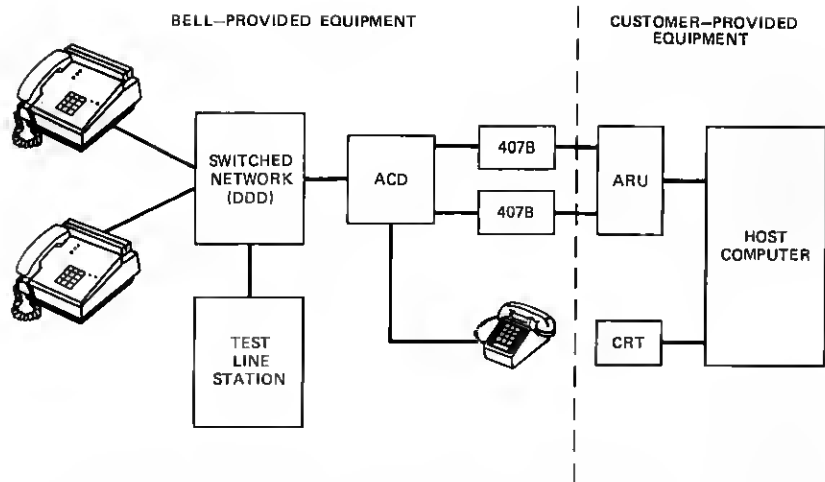 BELL-PROVIDED EQUIPMENT
CUSTOMER-PROVIDED
EQUIPMENT
SWITCHED
NETWORK
(DDD)
ACD
407B
407B
ARU
HOST
COMPUTER
TEST
LINE
STATION
CRT